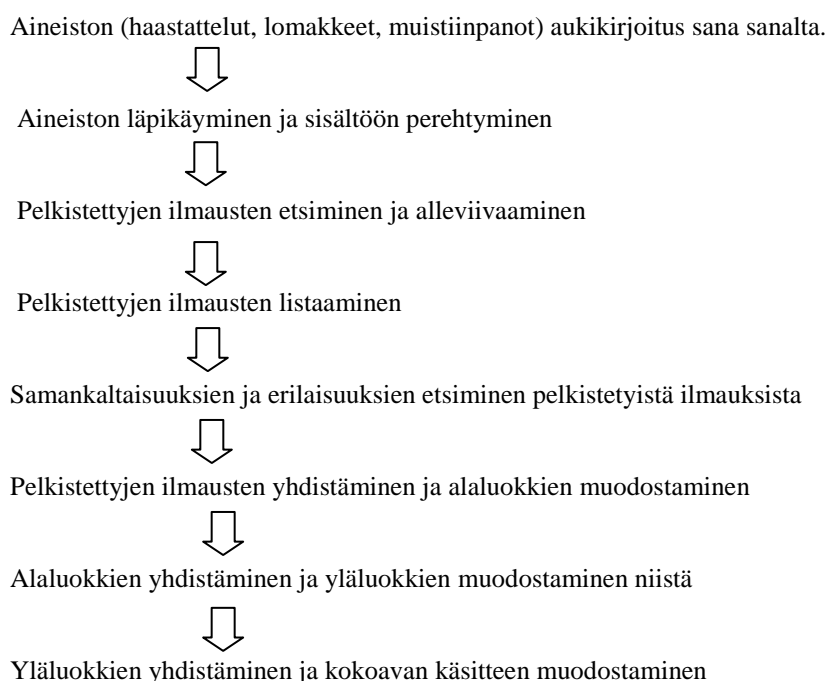 Aineiston (haastattelut, lomakkeet, muistiinpanot) aukikirjoitus sana sanalta.
Aineiston läpikäyminen ja sisältöön perehtyminen
Pelkistettyjen ilmausten etsiminen ja alleviivaaminen
Pelkistettyjen ilmausten listaaminen
Samankaltaisuuksien ja erilaisuuksien etsiminen pelkistetyistä ilmauksista
Pelkistettyjen ilmausten yhdistäminen ja alaluokkien muodostaminen
Alaluokkien yhdistäminen ja yläluokkien muodostaminen niistä
Yläluokkien yhdistäminen ja kokoavan käsitteen muodostaminen